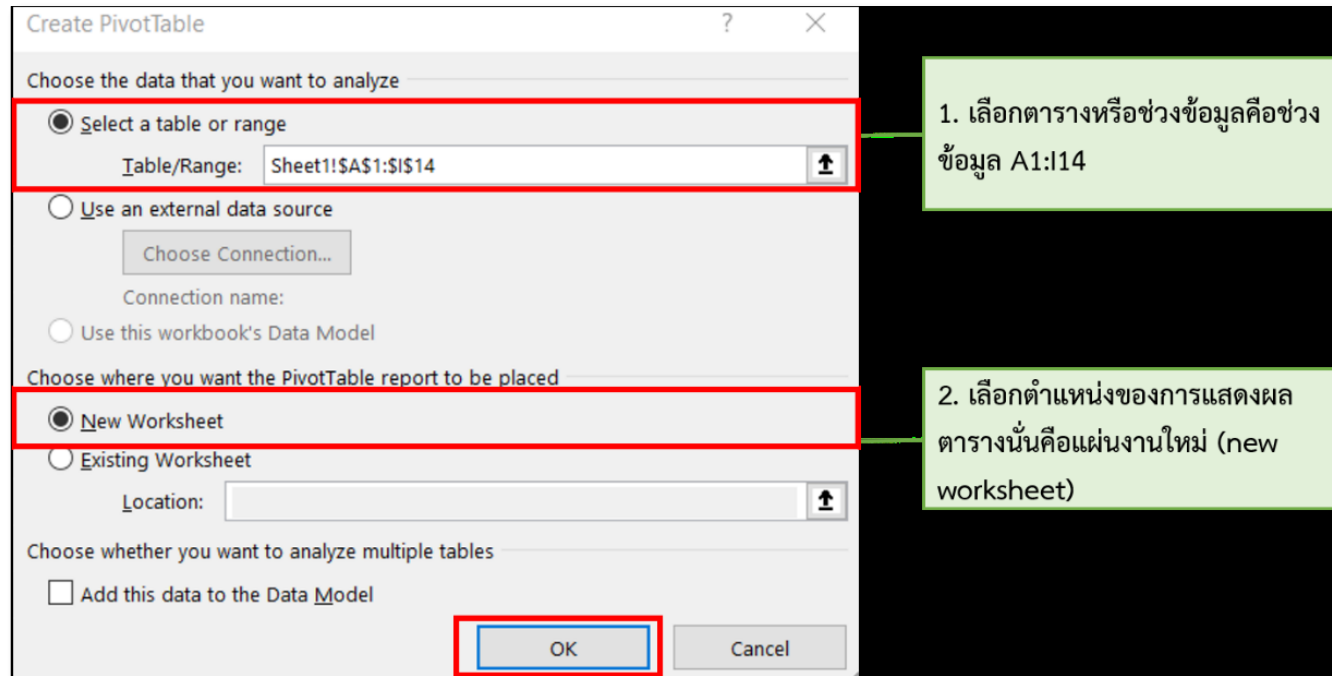 Create PivotTable ?
Choose the data that you want to analyze
Select a table or range
Table/Range: Sheet1!$A$1:$I$14
Use an external data source
Choose Connection...
Connection name:
Use this workbook's Data Model
Choose where you want the PivotTable report to be placed
New Worksheet
Existing Worksheet
Location:
Choose whether you want to analyze multiple tables
Add this data to the Data Model
OK Cancel
1. เลือกตารางหรือช่วงข้อมูลคือช่วง
ข้อมูล A1:I14
2. เลือกตำแหน่งของการแสดงผล
ตารางนั่นคือแผ่นงานใหม่ (new
worksheet)